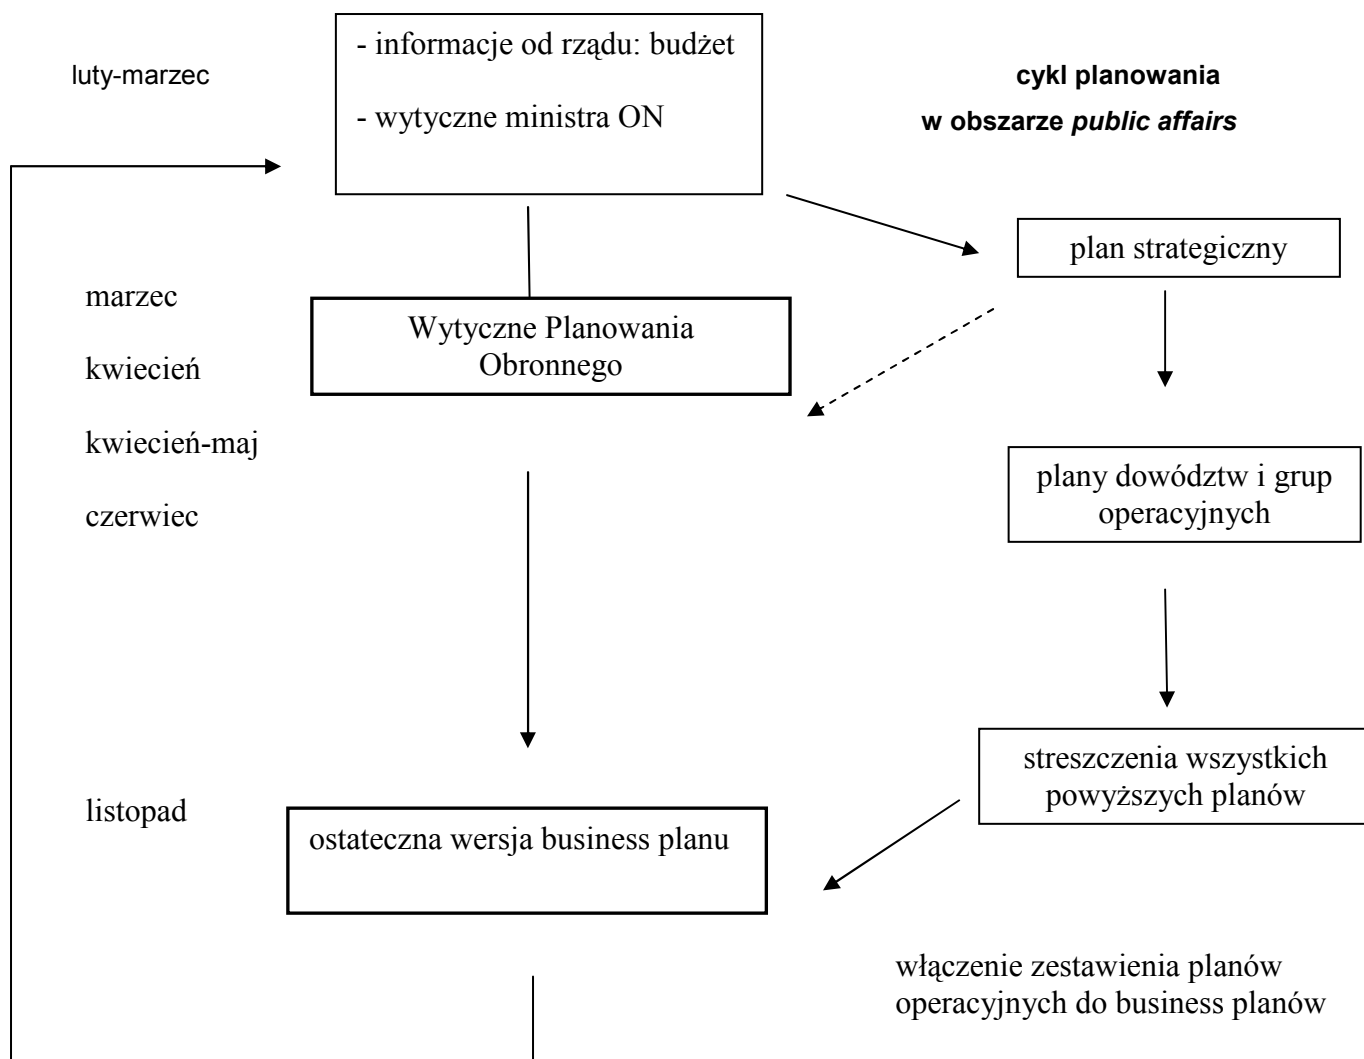 - informacje od rządu: budżet
- wytyczne ministra ON
luty-marzec
cykl planowania
w obszarze public affairs
plan strategiczny
marzec
kwiecień
kwiecień-maj
czerwiec
Wytyczne Planowania
Obronnego
plany dowództw i grup
operacyjnych
streszczenia wszystkich
powyższych planów
listopad
ostateczna wersja business planu
włączenie zestawienia planów
operacyjnych do business planów